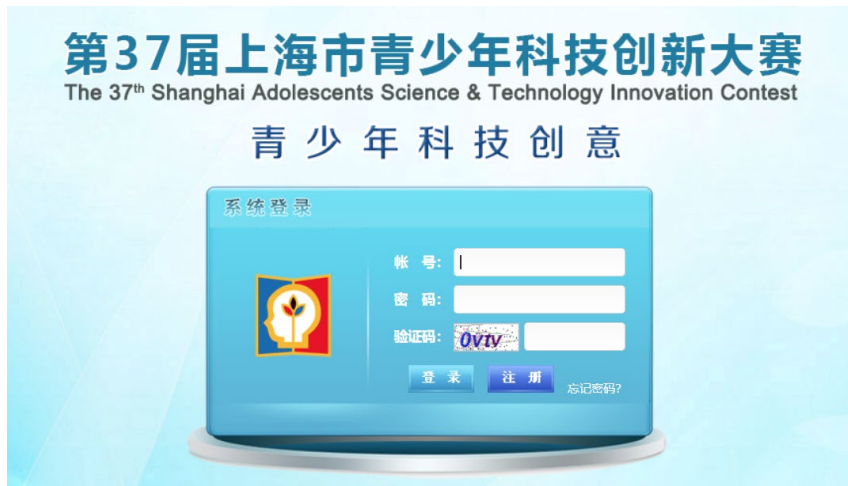 第37届上海市青少年科技创新大赛
The 37th Shanghai Adolescents Science & Technology Innovation Contest
青少年科技创意
系统登录
帐 号:
密 码:
验证码: 0vtv
登 录 注 册 忘记密码?